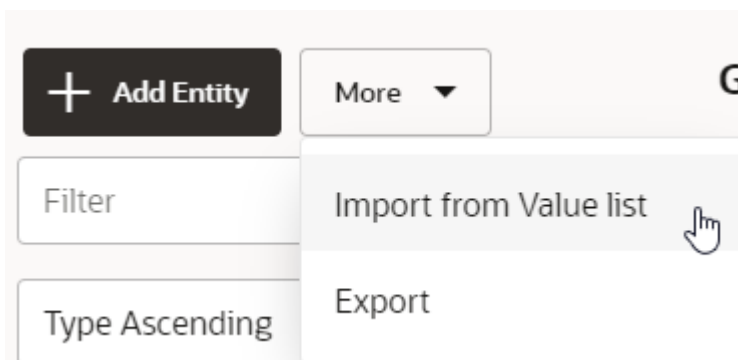 Add Entity
More
G
Filter
Import from Value list
Type Ascending
Export